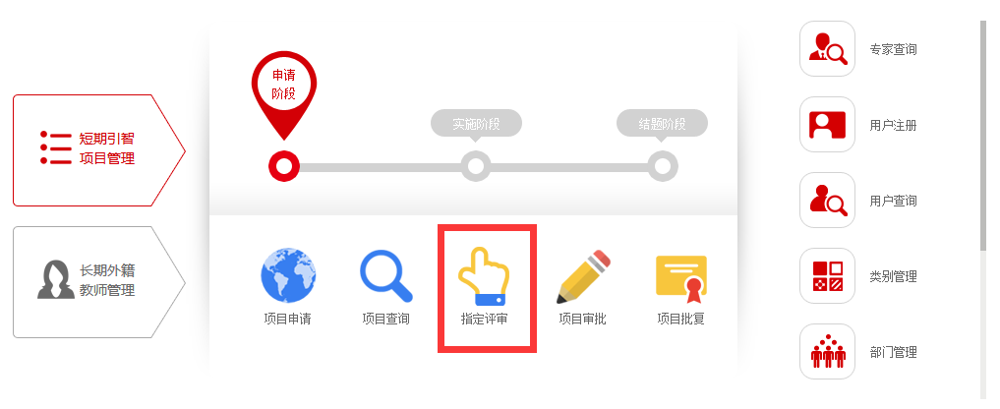 短期引智
项目管理
长期外籍
教师管理
申请
阶段
实施阶段
结题阶段
项目申请
项目查询
指定评审
项目审批
项目批复
专家查询
用户注册
用户查询
类别管理
部门管理